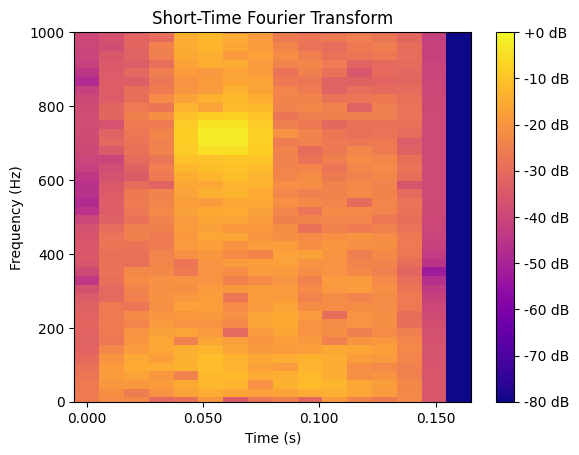 Short-Time Fourier Transform
Frequency (Hz)
1000
800
600
400
200
0
0.000
0.050
0.100
0.150
Time (s)
+0 dB
-10 dB
-20 dB
-30 dB
-40 dB
-50 dB
-60 dB
-70 dB
-80 dB